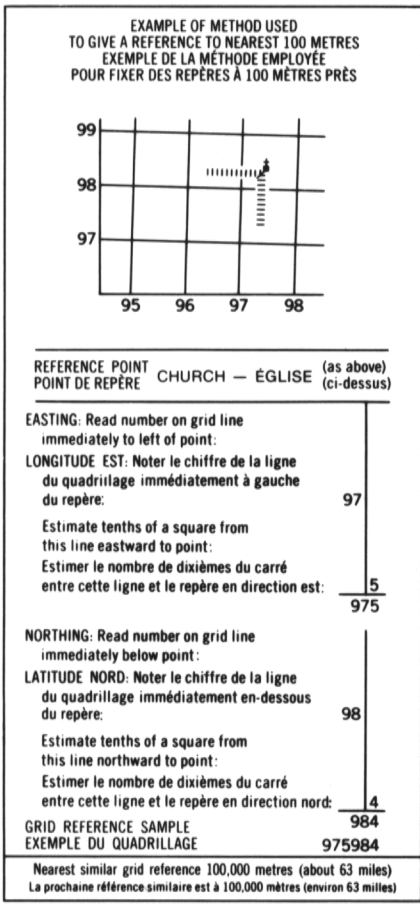 EXAMPLE OF METHOD USED
TO GIVE A REFERENCE TO NEAREST 100 METRES
EXEMPLE DE LA MÉTHODE EMPLOYÉE
POUR FIXER DES REPÈRES À 100 MÈTRES PRÈS
99
98
97
95 96 97 98
REFERENCE POINT
POINT DE REPÈRE
CHURCH — ÉGLISE
(as above)
(ci-dessus)
EASTING: Read number on grid line
immediately to left of point:
LONGITUDE EST: Noter le chiffre de la ligne
du quadrillage immédiatement à gauche
du repère: 97
Estimate tenths of a square from
this line eastward to point:
Estimer le nombre de dixièmes du carré
entre cette ligne et le repère en direction est: 5
975
NORTHING: Read number on grid line
immediately below point:
LATITUDE NORD: Noter le chiffre de la ligne
du quadrillage immédiatement en-dessous
du repère: 98
Estimate tenths of a square from
this line northward to point:
Estimer le nombre de dixièmes du carré
entre cette ligne et le repère en direction nord: 4
984
GRID REFERENCE SAMPLE
EXEMPLE DU QUADRILLAGE 975984
Nearest similar grid reference 100,000 metres (about 63 miles)
La prochaine référence similaire est à 100,000 mètres (environ 63 milles)